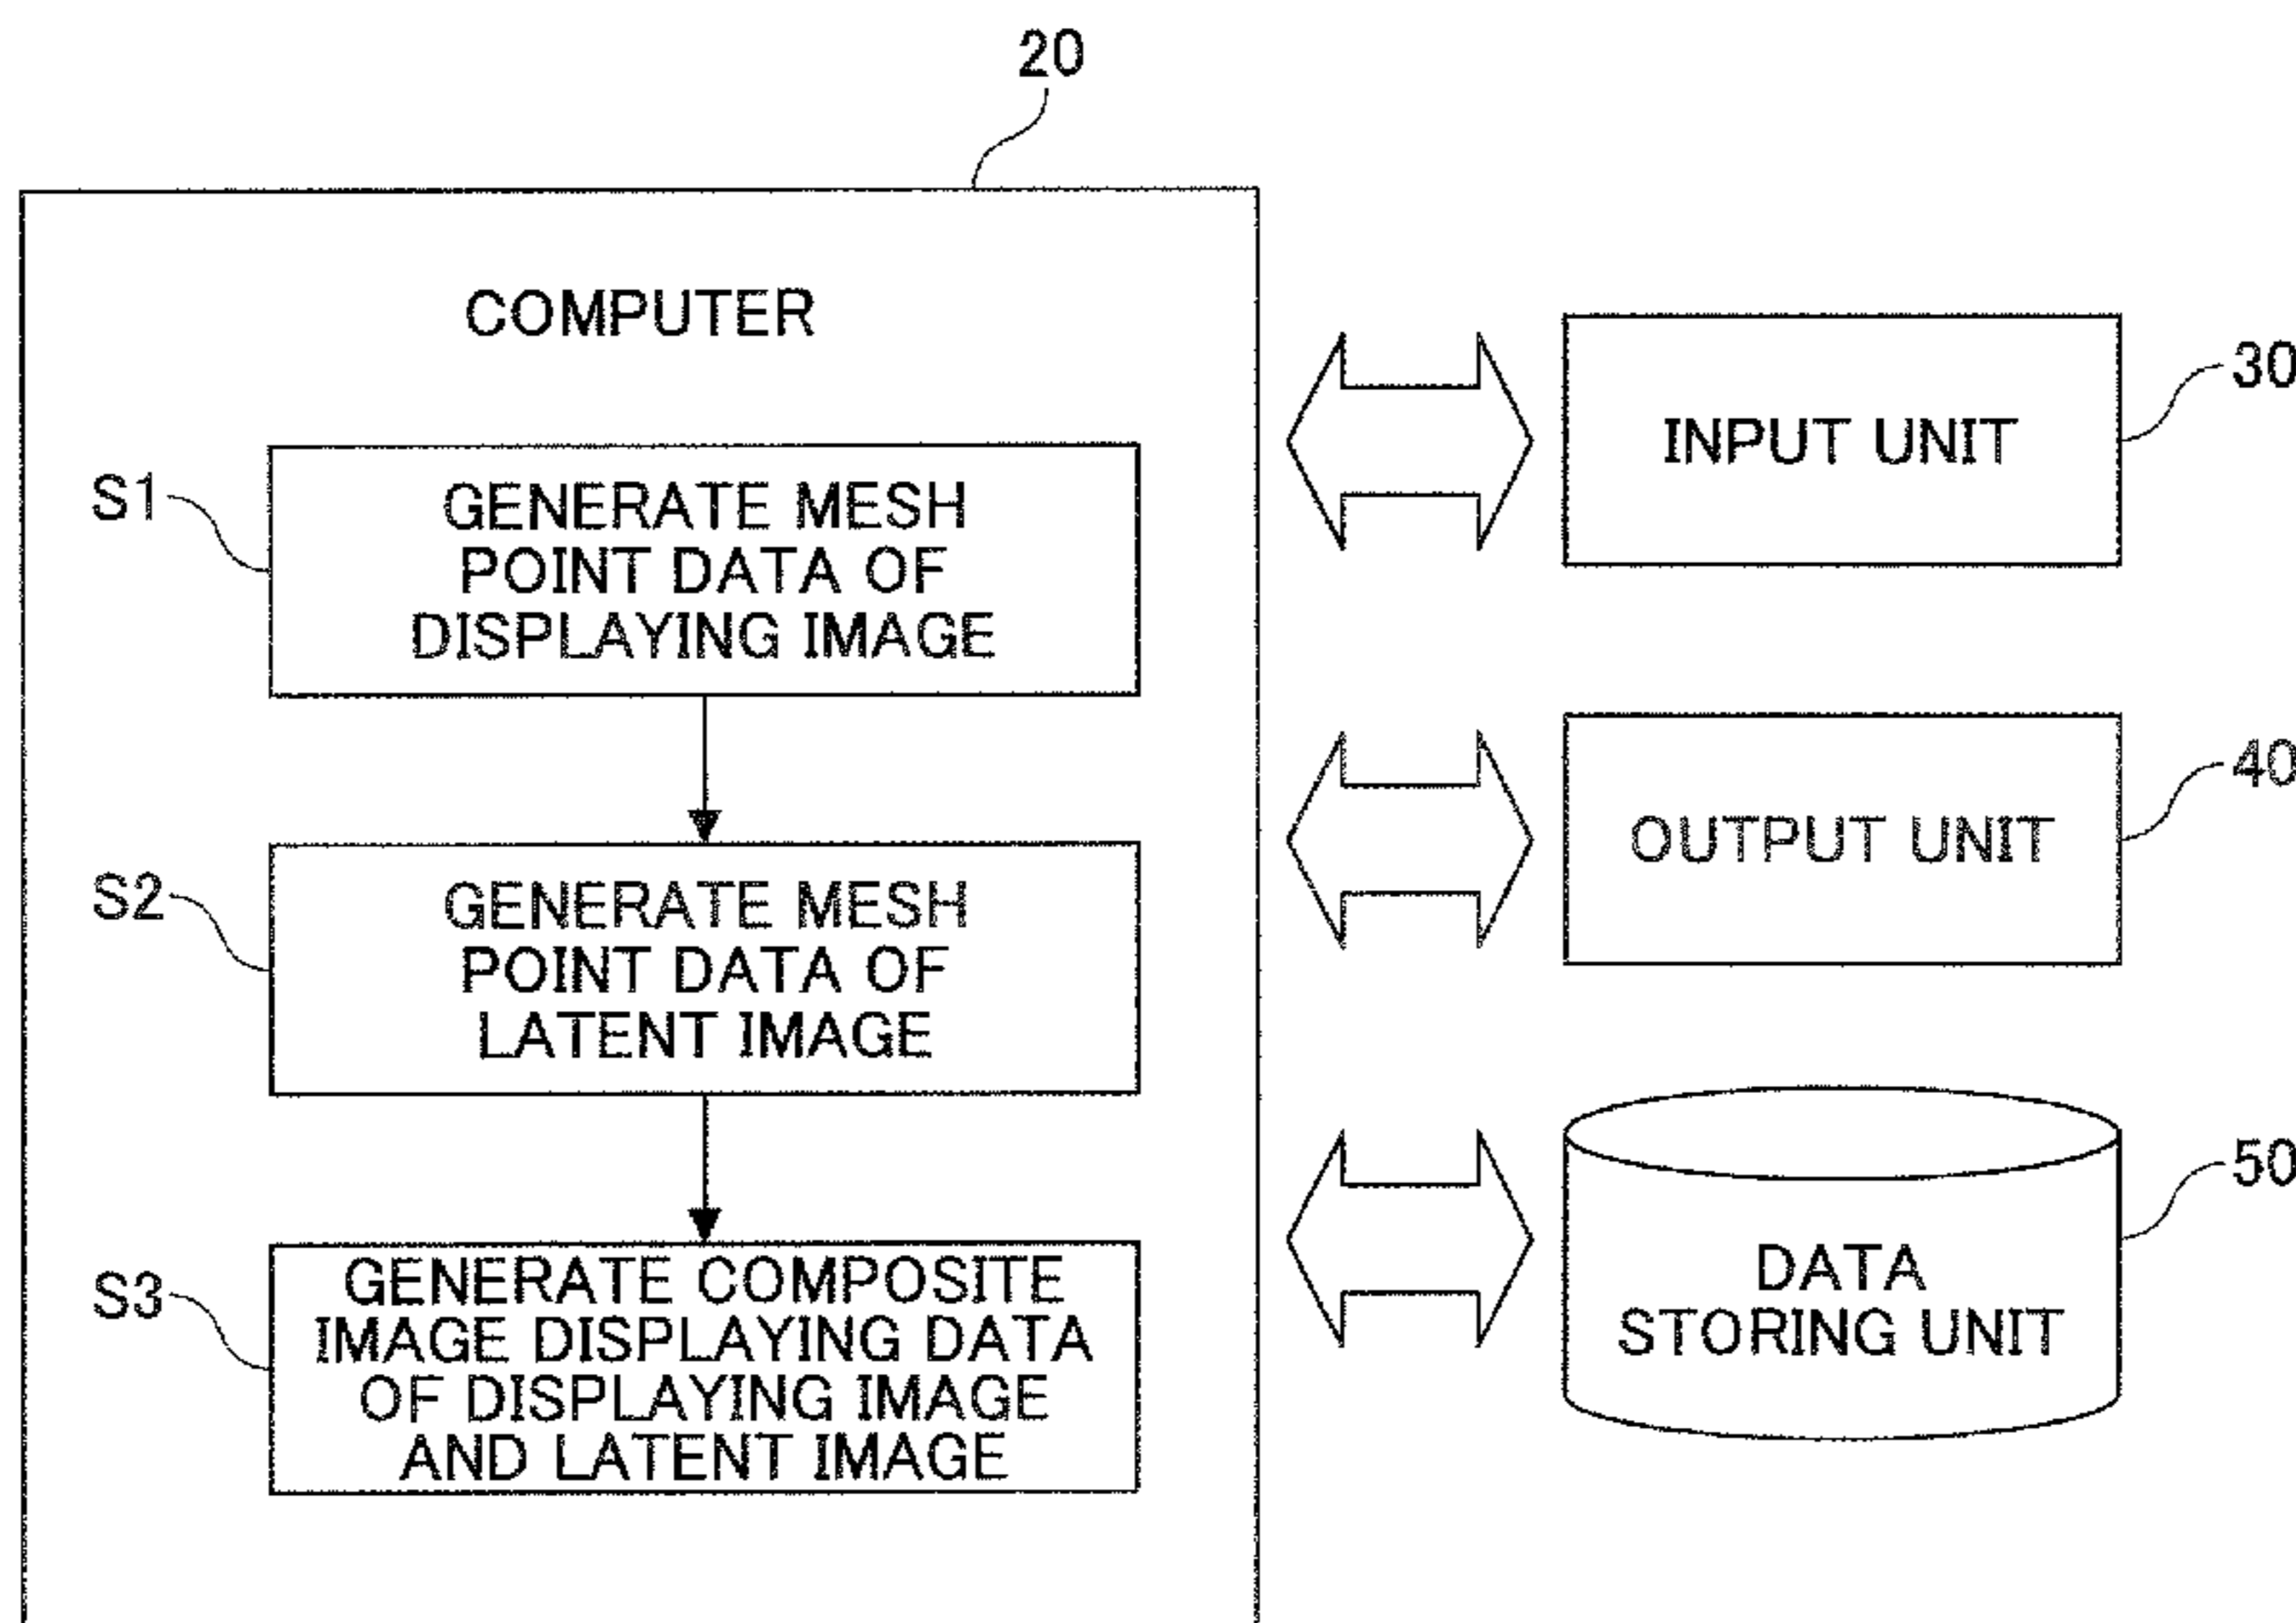 20
COMPUTER
S1
GENERATE MESH
POINT DATA OF
DISPLAYING IMAGE
S2
GENERATE MESH
POINT DATA OF
LATENT IMAGE
S3
GENERATE COMPOSITE
IMAGE DISPLAYING DATA
OF DISPLAYING IMAGE
AND LATENT IMAGE
INPUT UNIT
30
OUTPUT UNIT
40
DATA
STORING UNIT
50